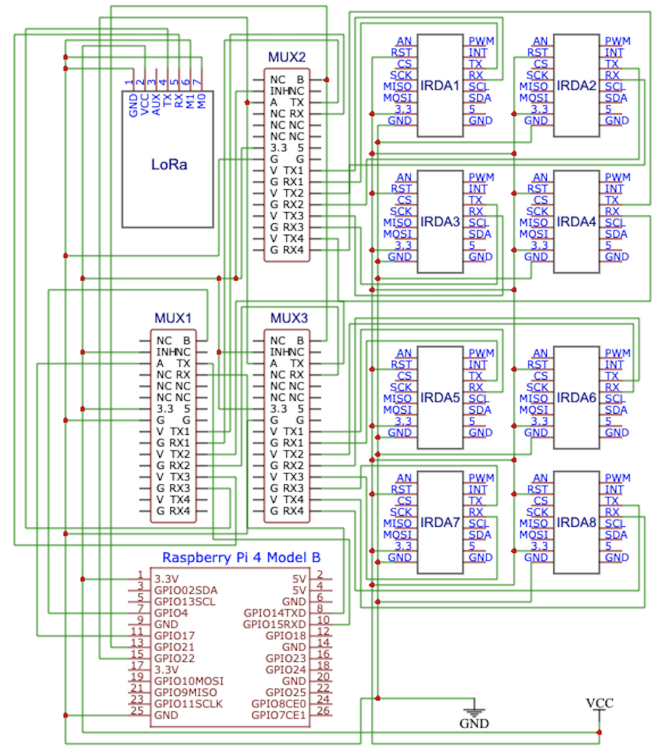 MUX2
AN PWM
RST INT
CS TX
SCK RX
MISO SCL
MOSI SDA
3.3 5
GND GND
IRDA1
AN PWM
RST INT
CS TX
SCK RX
MISO SCL
MOSI SDA
3.3 5
GND GND
IRDA2
1 2 3 4 5 6 7
GND VCC AUX TX RX M1 M0
LoRa
NC B
INHNC
A TX
NC RX
NC NC
NC NC
3.3 5
G G
V TX1
G RX1
V TX2
G RX2
V TX3
G RX3
V TX4
G RX4
AN PWM
RST INT
CS TX
SCK RX
MISO SCL
MOSI SDA
3.3 5
GND GND
IRDA3
AN PWM
RST INT
CS TX
SCK RX
MISO SCL
MOSI SDA
3.3 5
GND GND
IRDA4
MUX1
NC B
INHNC
A TX
NC RX
NC NC
NC NC
3.3 5
G G
V TX1
G RX1
V TX2
G RX2
V TX3
G RX3
V TX4
G RX4
MUX3
NC B
INHNC
A TX
NC RX
NC NC
NC NC
3.3 5
G G
V TX1
G RX1
V TX2
G RX2
V TX3
G RX3
V TX4
G RX4
AN PWM
RST INT
CS TX
SCK RX
MISO SCL
MOSI SDA
3.3 5
GND GND
IRDA5
AN PWM
RST INT
CS TX
SCK RX
MISO SCL
MOSI SDA
3.3 5
GND GND
IRDA6
AN PWM
RST INT
CS TX
SCK RX
MISO SCL
MOSI SDA
3.3 5
GND GND
IRDA7
AN PWM
RST INT
CS TX
SCK RX
MISO SCL
MOSI SDA
3.3 5
GND GND
IRDA8
Raspberry Pi 4 Model B
1 3.3V 5V 2
3 GPIO02SDA 5V 4
5 GPIO13SCL GND 6
7 GPIO4 GPIO14TXD 8
9 GND GPIO15RXD 10
11 GPIO17 GPIO18 12
13 GPIO21 GND 14
15 GPIO22 GPIO23 16
17 3.3V GPIO24 18
19 GPIO10MOSI GND 20
21 GPIO9MISO GPIO25 22
23 GPIO11SCLK GPIO8CE0 24
25 GND GPIO7CE1 26
GND
VCC